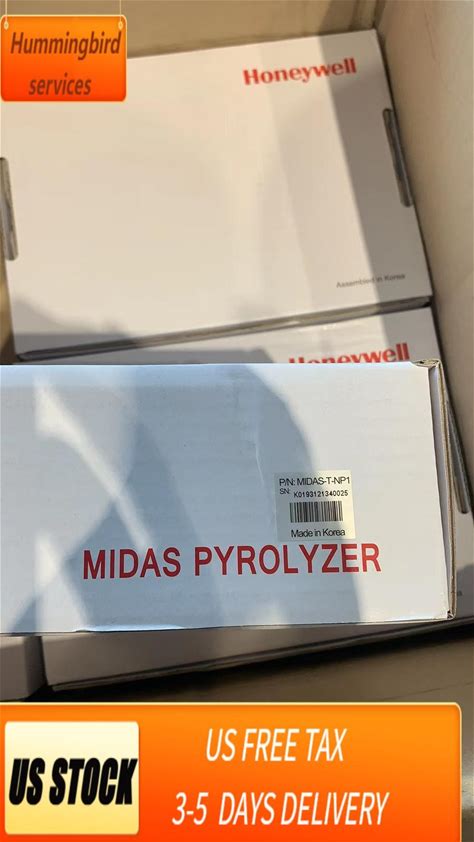 Hummingbird
services
Honeywell
Assembled in Korea
Honeywell
P/N: MIDAS-T-NP1
SN: K0193121340025
Made in Korea
MIDAS PYROLYZER
US STOCK
US FREE TAX
3-5 DAYS DELIVERY